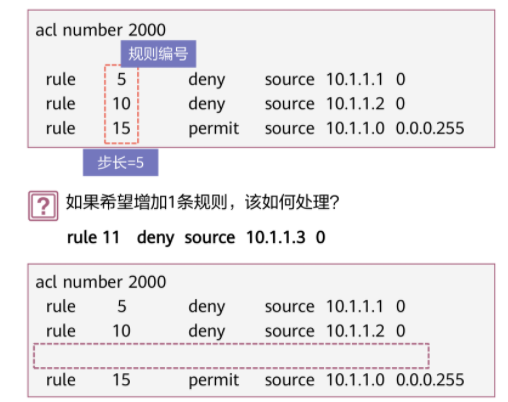 acl number 2000
规则编号
rule 5 deny source 10.1.1.1 0
rule 10 deny source 10.1.1.2 0
rule 15 permit source 10.1.1.0 0.0.0.255
步长=5
? 如果希望增加1条规则，该如何处理?
rule 11 deny source 10.1.1.3 0
acl number 2000
rule 5 deny source 10.1.1.1 0
rule 10 deny source 10.1.1.2 0
rule 15 permit source 10.1.1.0 0.0.0.255